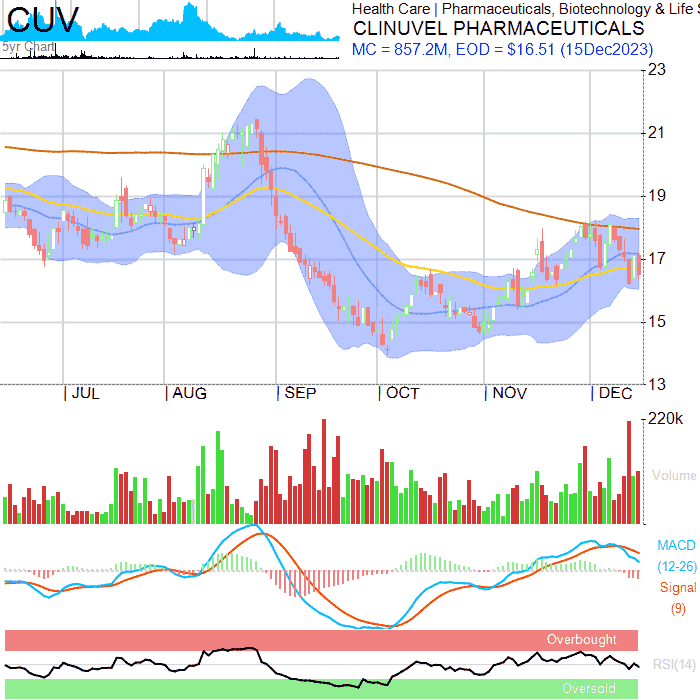 CUV
5yr Chart
Health Care | Pharmaceuticals, Biotechnology & Life S
CLINUVEL PHARMACEUTICALS
MC = 857.2M, EOD = $16.51 (15Dec2023)
23
21
19
17
15
13
JUL AUG SEP OCT NOV DEC
220k
Volume
MACD
(12-26)
Signal
(9)
Overbought
RSI(14)
Oversold